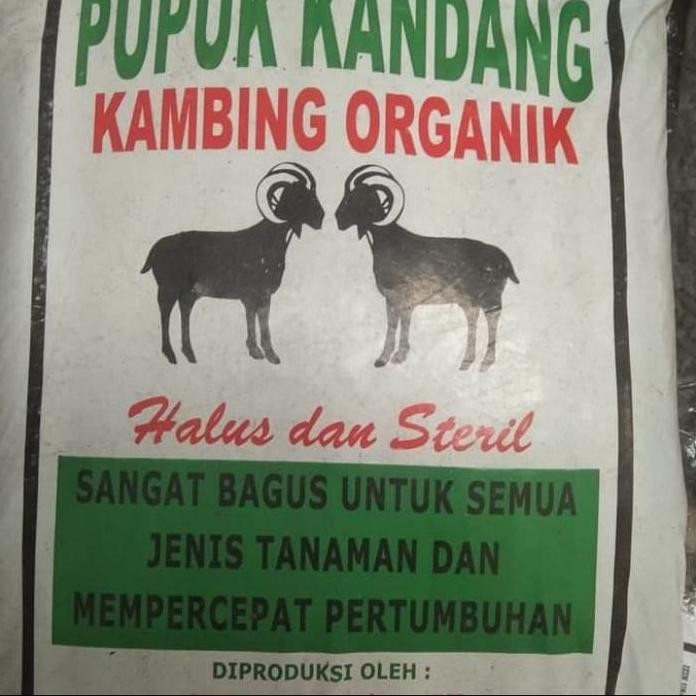 PUPUK KANDANG
KAMBING ORGANIK
Halus dan Steril
SANGAT BAGUS UNTUK SEMUA
JENIS TANAMAN DAN
MEMPERCEPAT PERTUMBUHAN
DIPRODUKSI OLEH :